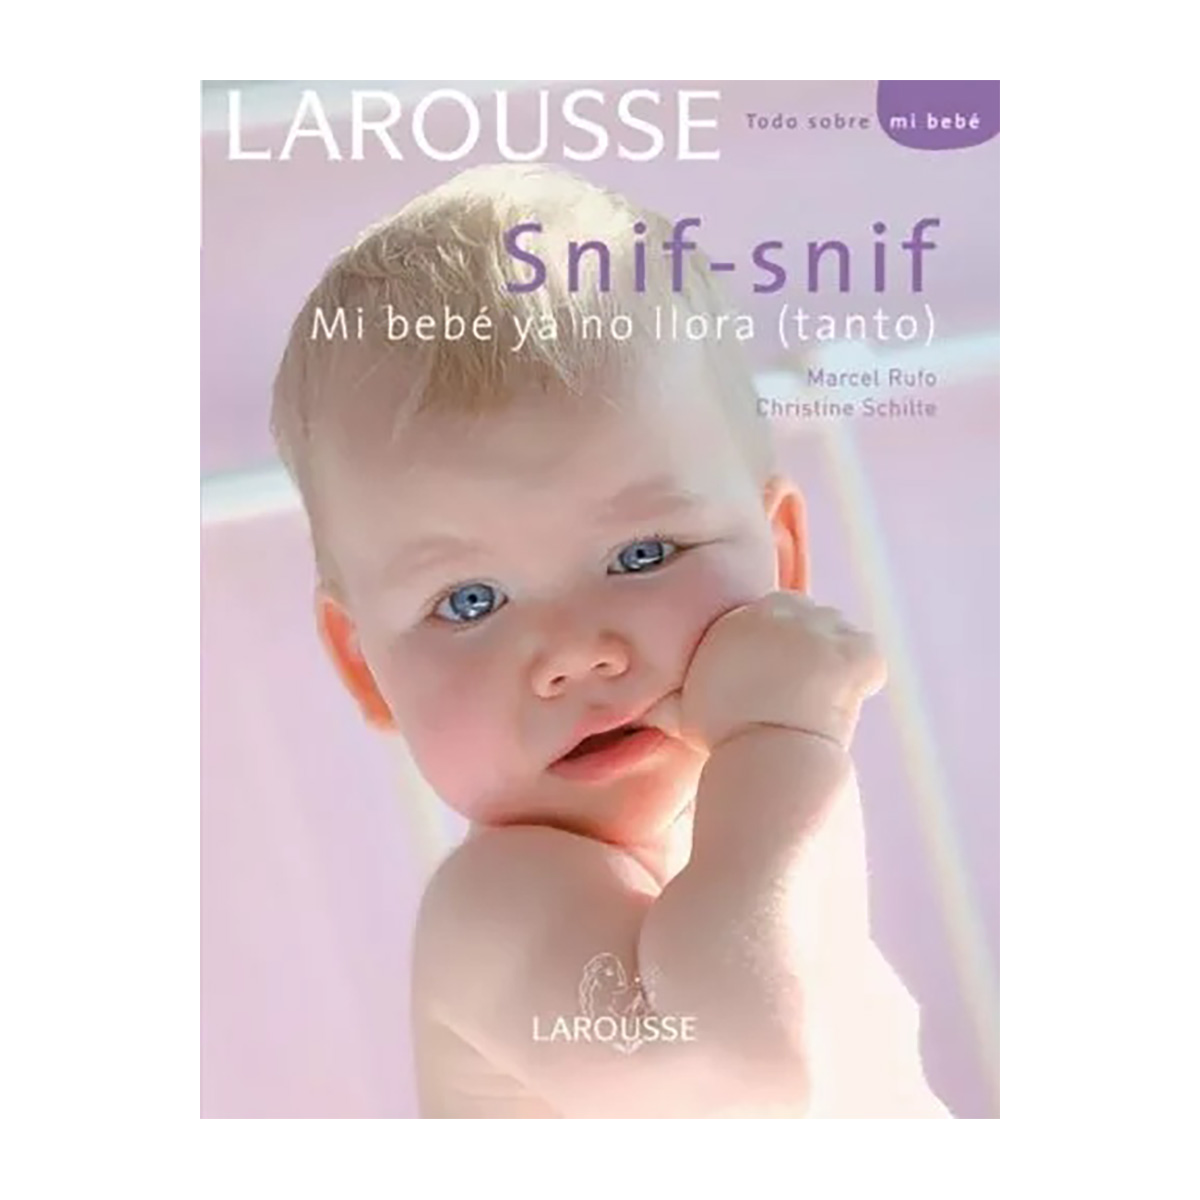 LAROUSSE
Todo sobre mi bebé
Snif-snif
Mi bebé ya no llora (tanto)
Marcel Rufo
Christine Schilte
LAROUSSE